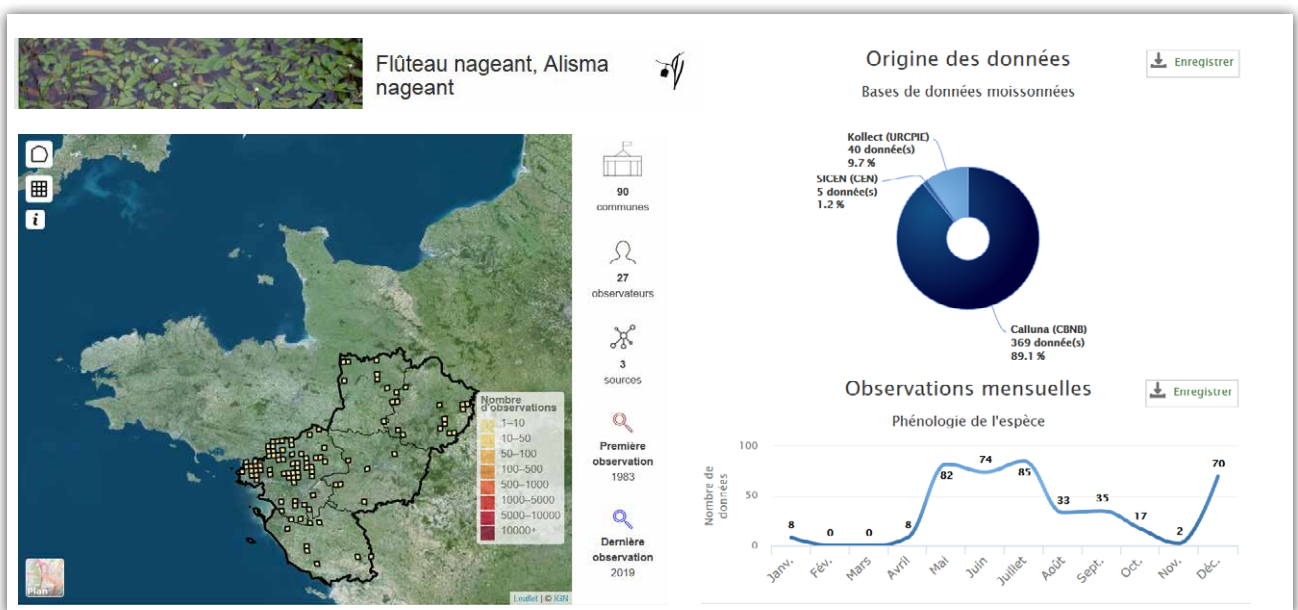 Flûteau nageant, Alisma
nageant
i
90
communes
27
observateurs
3
sources
Première
observation
1983
Dernière
observation
2019
Nombre
d'observations
1–10
10–50
50–100
100–500
500–1000
1000–5000
5000–10000
10000+
Plan
Leaflet | © IGN
Origine des données
Enregistrer
Bases de données moissonnées
Kollect (URCPIE)
40 donnée(s)
9.7 %
SICEN (CEN)
5 donnée(s)
1.2 %
Calluna (CBNB)
369 donnée(s)
89.1 %
Observations mensuelles
Enregistrer
Phénologie de l'espèce
Nombre de
données
100
50
0
8
0
0
8
82
74
85
33
35
17
2
70
Janv.
Fév.
Mars
Avril
Mai
Juin
Juillet
Août
Sept.
Oct.
Nov.
Déc.